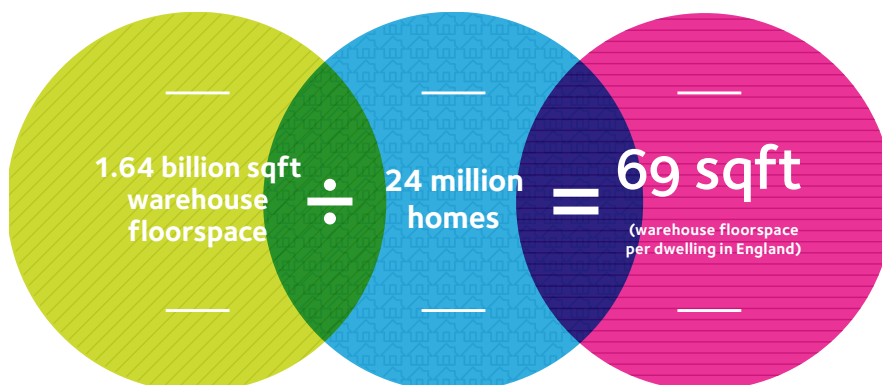 1.64 billion sqft
warehouse
floorspace
÷
24 million
homes
=
69 sqft
(warehouse floorspace
per dwelling in England)